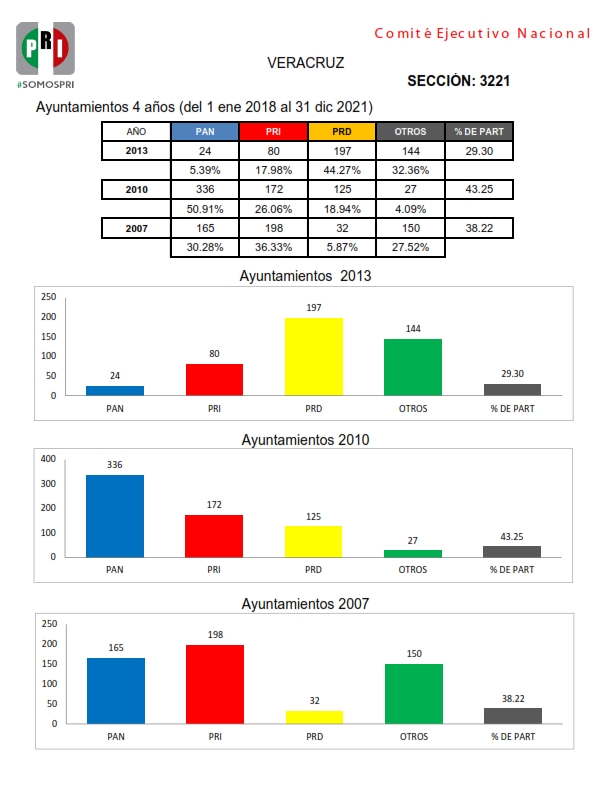 PRI
#SOMOSPRI
Comité Ejecutivo Nacional
VERACRUZ
SECCIÓN: 3221
Ayuntamientos 4 años (del 1 ene 2018 al 31 dic 2021)
AÑO PAN PRI PRD OTROS % DE PART
2013 24 80 197 144 29.30
5.39% 17.98% 44.27% 32.36%
2010 336 172 125 27 43.25
50.91% 26.06% 18.94% 4.09%
2007 165 198 32 150 38.22
30.28% 36.33% 5.87% 27.52%
Ayuntamientos 2013
250
200
150
100
50
0
24 80 197 144 29.30
PAN PRI PRD OTROS % DE PART
Ayuntamientos 2010
400
300
200
100
0
336 172 125 27 43.25
PAN PRI PRD OTROS % DE PART
Ayuntamientos 2007
250
200
150
100
50
0
165 198 32 150 38.22
PAN PRI PRD OTROS % DE PART